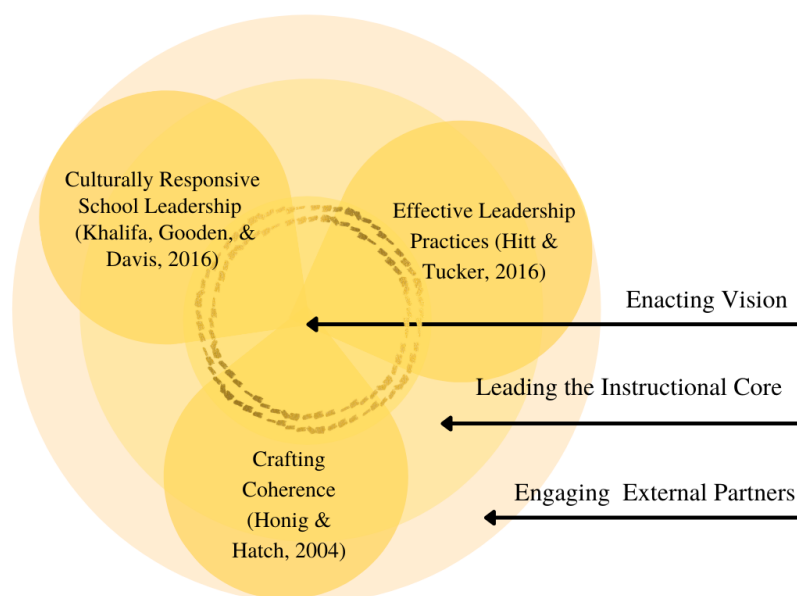 Culturally Responsive
School Leadership
(Khalifa, Gooden, &
Davis, 2016)
Effective Leadership
Practices (Hitt &
Tucker, 2016)
Enacting Vision
Leading the Instructional Core
Crafting
Coherence
(Honig &
Hatch, 2004)
Engaging External Partners